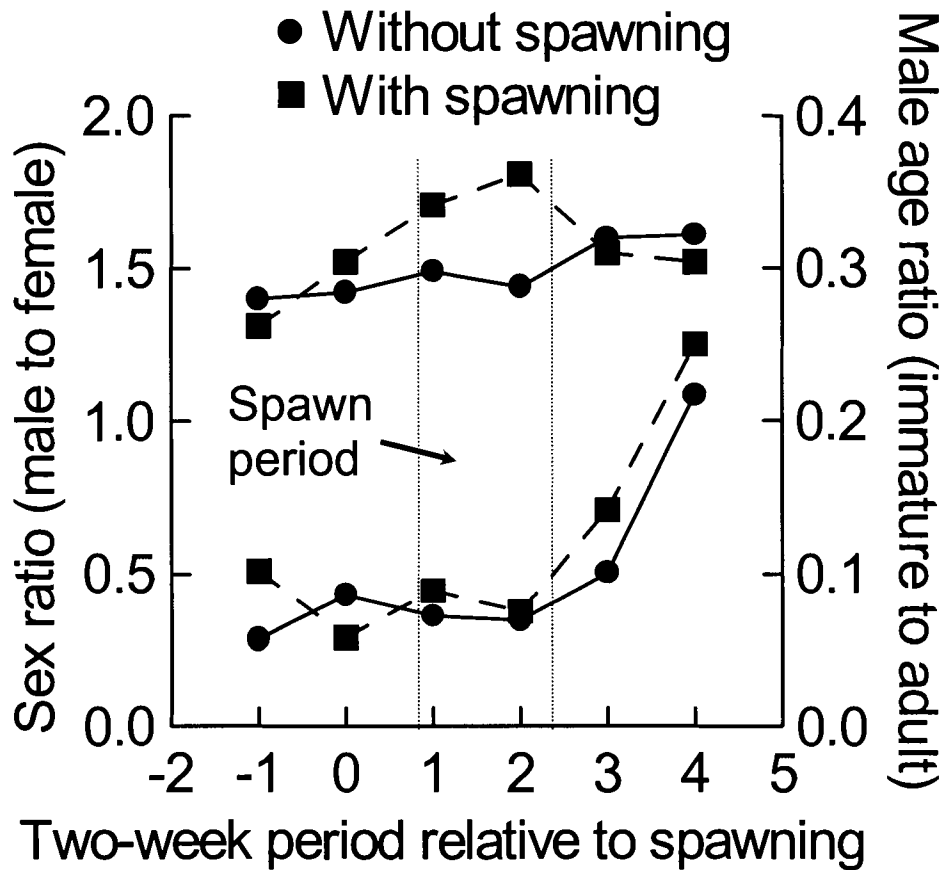 Without spawning
With spawning
Sex ratio (male to female)
2.0
1.5
1.0
0.5
0.0
Male age ratio (immature to adult)
0.4
0.3
0.2
0.1
0.0
Spawn
period
-2 -1 0 1 2 3 4 5
Two-week period relative to spawning